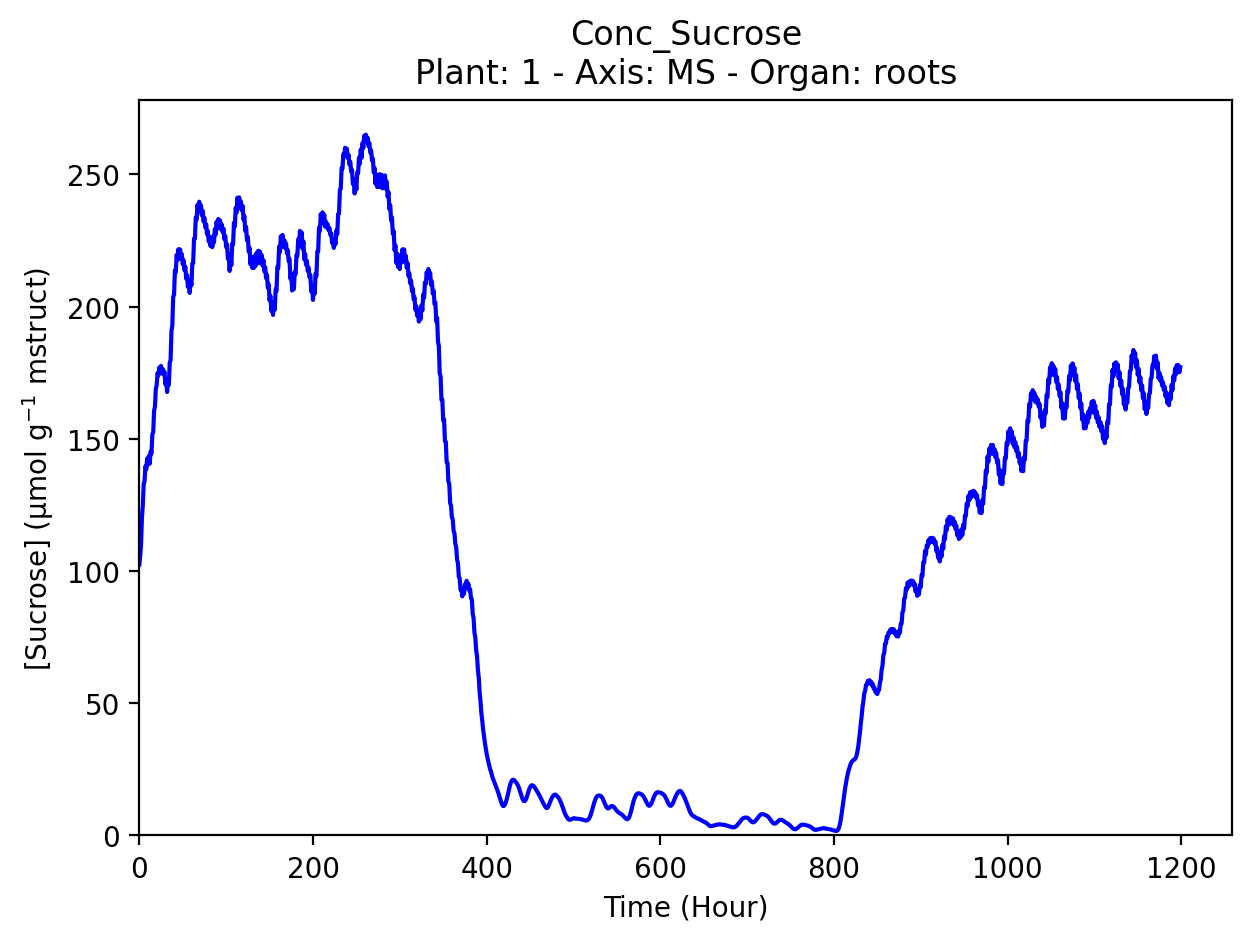 Conc_Sucrose
Plant: 1 - Axis: MS - Organ: roots
[Sucrose] (µmol g⁻¹ mstruct)
250
200
150
100
50
0
0 200 400 600 800 1000 1200
Time (Hour)